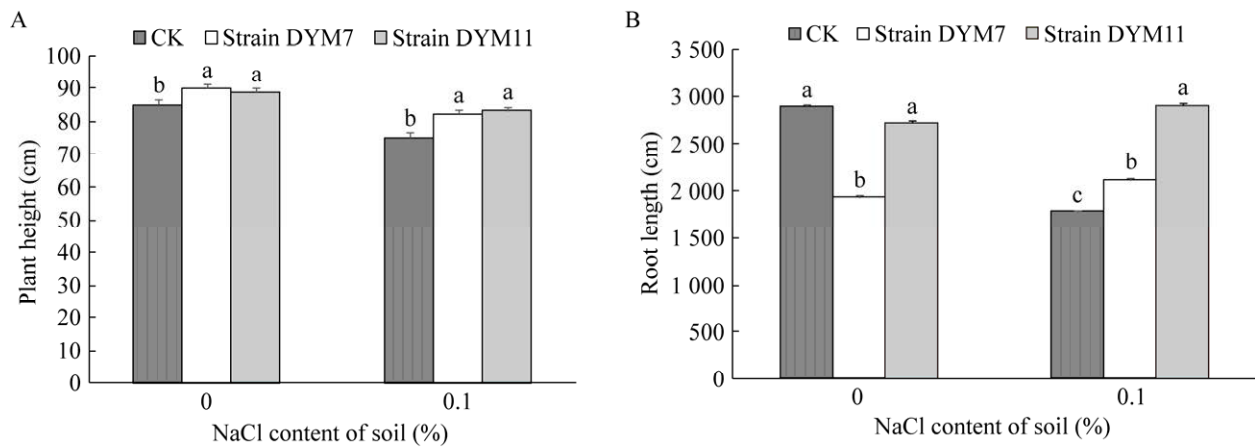 A
CK Strain DYM7 Strain DYM11
100
90
80
70
60
50
40
30
20
10
0
Plant height (cm)
b a a
b a a
0 0.1
NaCl content of soil (%)
B
CK Strain DYM7 Strain DYM11
3 500
3 000
2 500
2 000
1 500
1 000
500
0
Root length (cm)
a b a
c b a
0 0.1
NaCl content of soil (%)